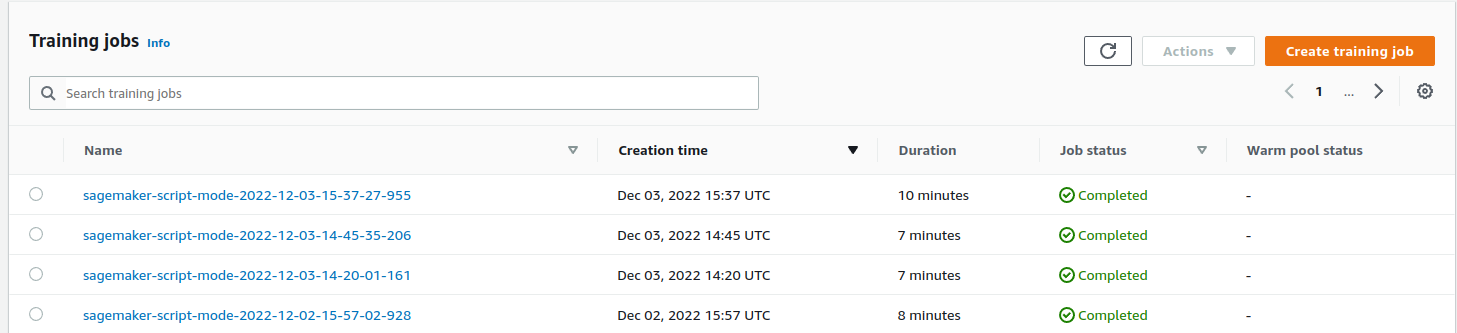 Training jobs Info
Actions Create training job
Search training jobs
1 ...
Name Creation time Duration Job status Warm pool status
sagemaker-script-mode-2022-12-03-15-37-27-955 Dec 03, 2022 15:37 UTC 10 minutes Completed -
sagemaker-script-mode-2022-12-03-14-45-35-206 Dec 03, 2022 14:45 UTC 7 minutes Completed -
sagemaker-script-mode-2022-12-03-14-20-01-161 Dec 03, 2022 14:20 UTC 7 minutes Completed -
sagemaker-script-mode-2022-12-02-15-57-02-928 Dec 02, 2022 15:57 UTC 8 minutes Completed -